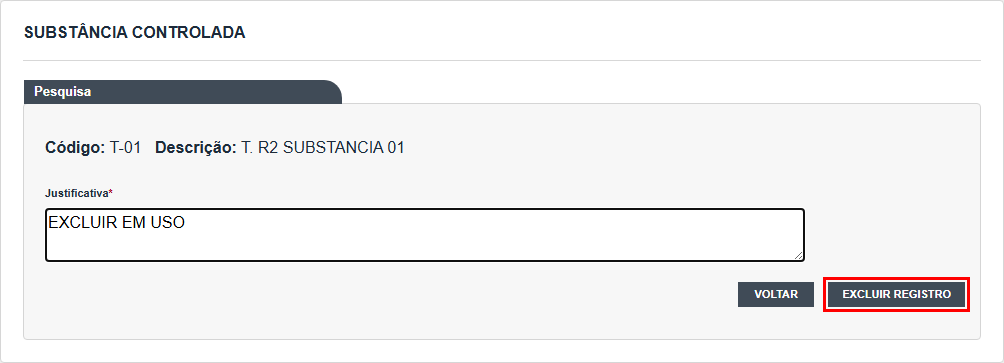 SUBSTÂNCIA CONTROLADA
Pesquisa
Código: T-01 Descrição: T. R2 SUBSTANCIA 01
Justificativa*
EXCLUIR EM USO
VOLTAR EXCLUIR REGISTRO